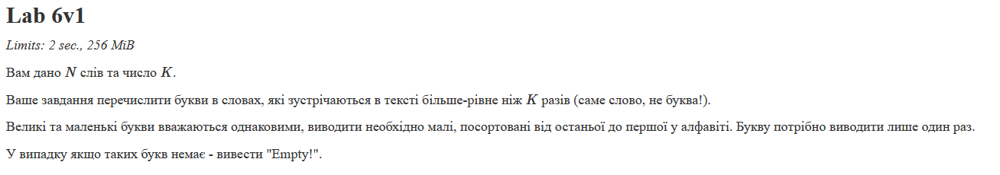 Lab 6v1
Limits: 2 sec., 256 MiB
Вам дано N слів та число K.
Ваше завдання перечислити букви в словах, які зустрічаються в тексті більше-рівне ніж K разів (саме слово, не буква!).
Великі та маленькі букви вважаються однаковими, виводити необхідно малі, посортовані від останьої до першої у алфавіті. Букву потрібно виводити лише один раз.
У випадку якщо таких букв немає - вивести "Empty!".